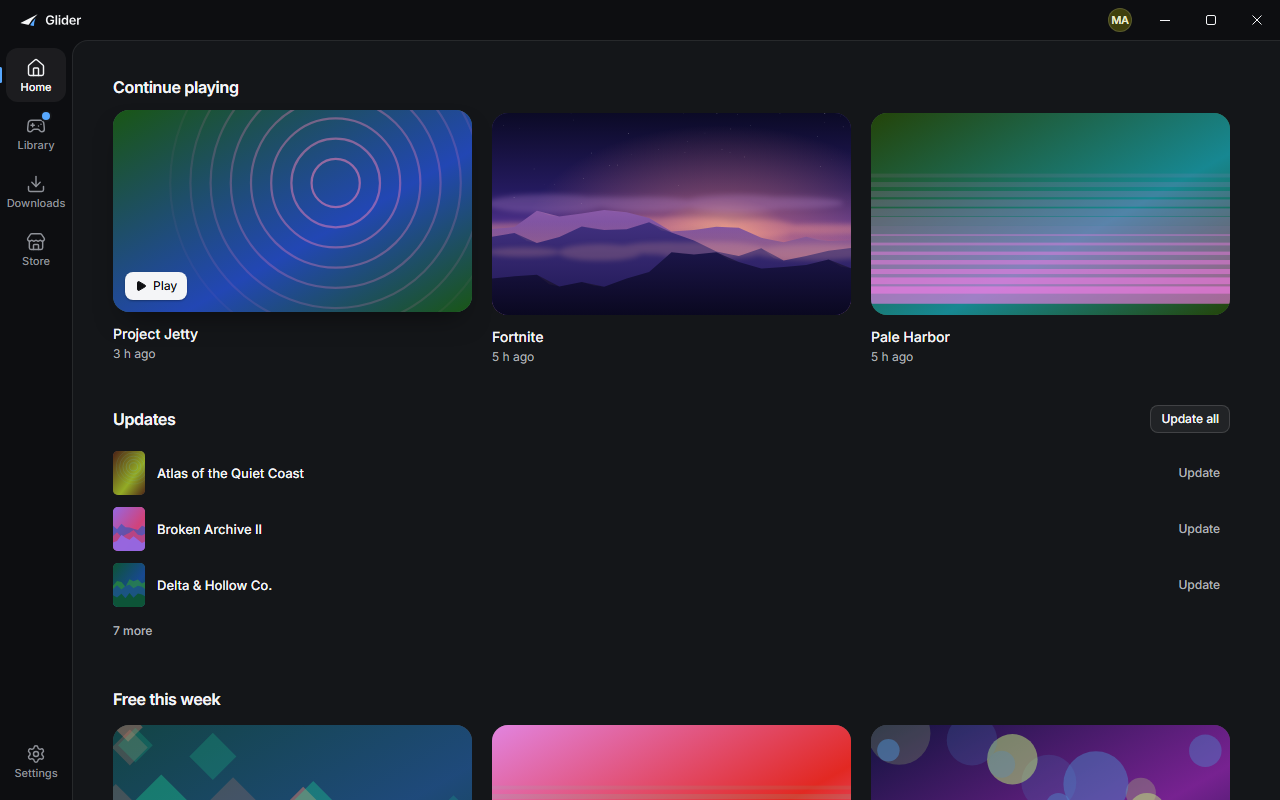 Glider
MA
Home
Library
Downloads
Store
Settings
Continue playing
Play
Project Jetty
3 h ago
Fortnite
5 h ago
Pale Harbor
5 h ago
Updates
Update all
Atlas of the Quiet Coast
Update
Broken Archive II
Update
Delta & Hollow Co.
Update
7 more
Free this week